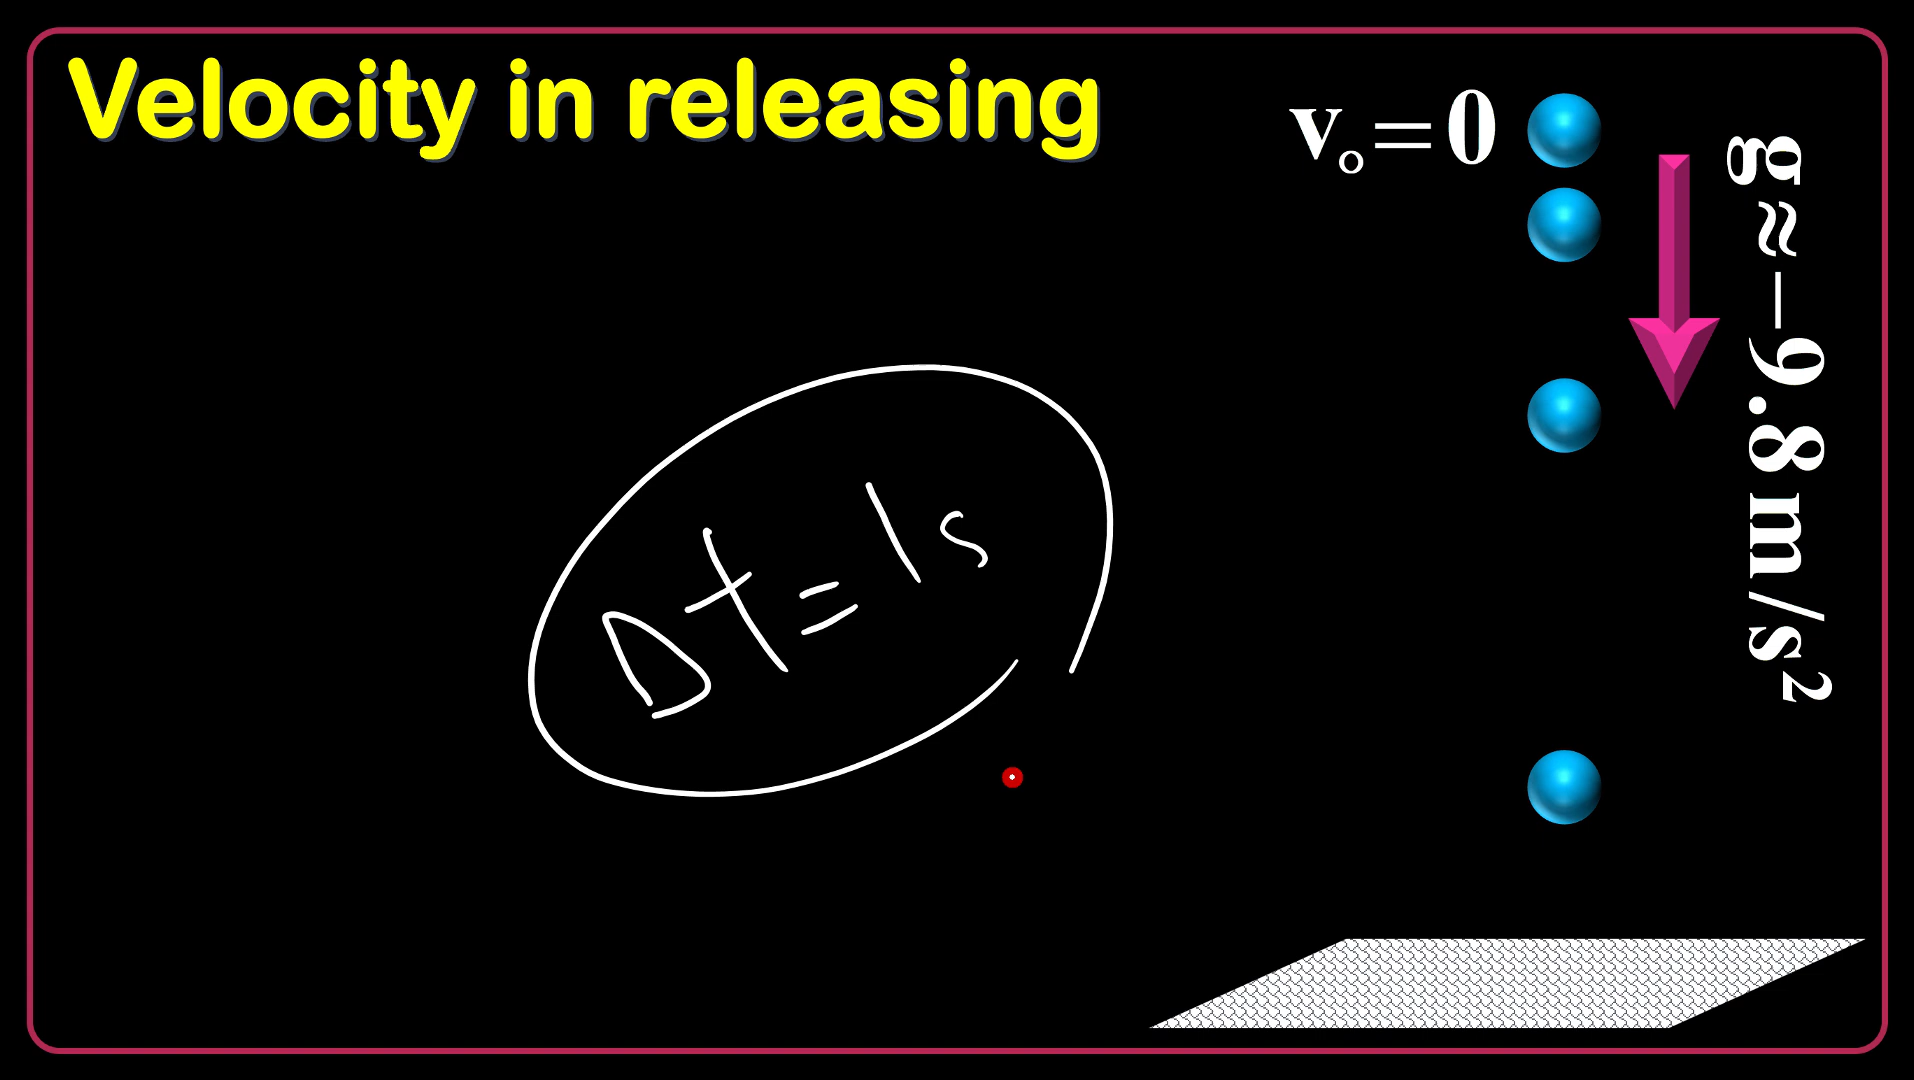 Velocity in releasing
v₀=0
g≈−9.8 m/s²
Δt=1s